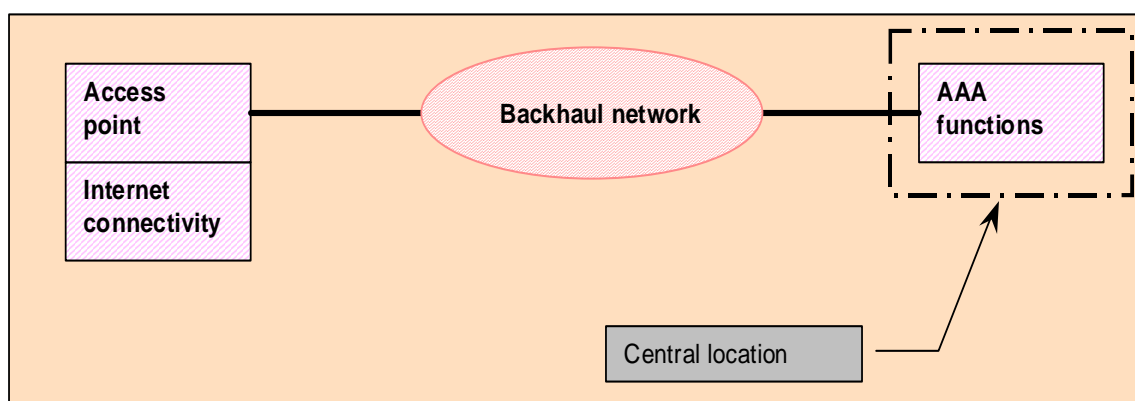 Access
point
Internet
connectivity
Backhaul network
AAA
functions
Central location